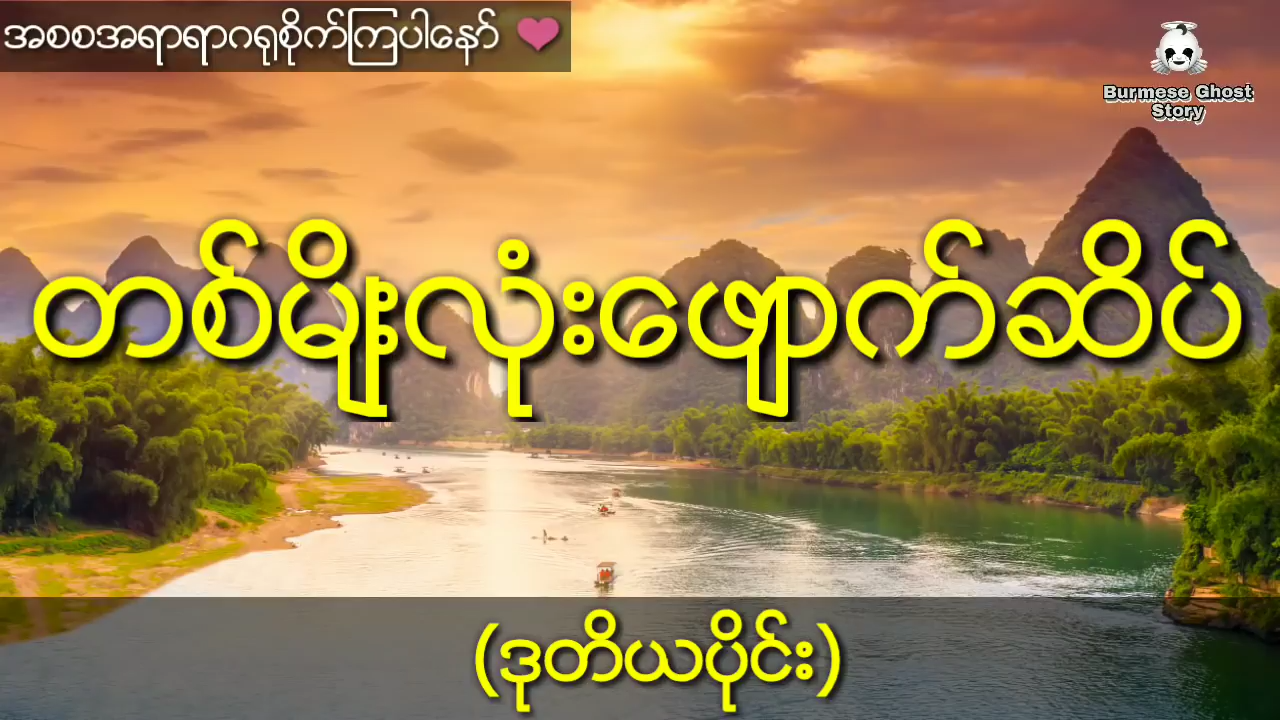 အစစအရာရာဂရုစိုက်ကြပါနော် ❤
Burmese Ghost
Story
တစ်မျိုးလုံးဖျောက်ဆိပ်
(ဒုတိယပိုင်း)